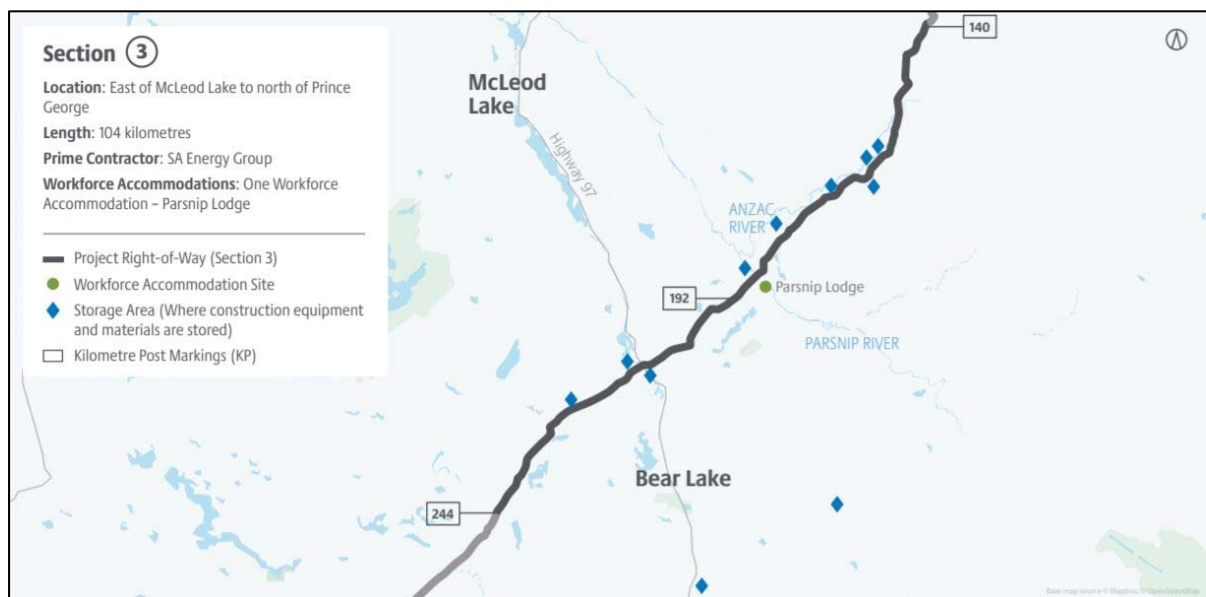 Section 3
Location: East of McLeod Lake to north of Prince
George
Length: 104 kilometres
Prime Contractor: SA Energy Group
Workforce Accommodations: One Workforce
Accommodation – Parsnip Lodge
Project Right-of-Way (Section 3)
Workforce Accommodation Site
Storage Area (Where construction equipment
and materials are stored)
Kilometre Post Markings (KP)
140
McLeod
Lake
Highway 97
ANZAC
RIVER
Parsnip Lodge
192
PARSNIP RIVER
Bear Lake
244
Base map source © Mapbox, © OpenStreetMap